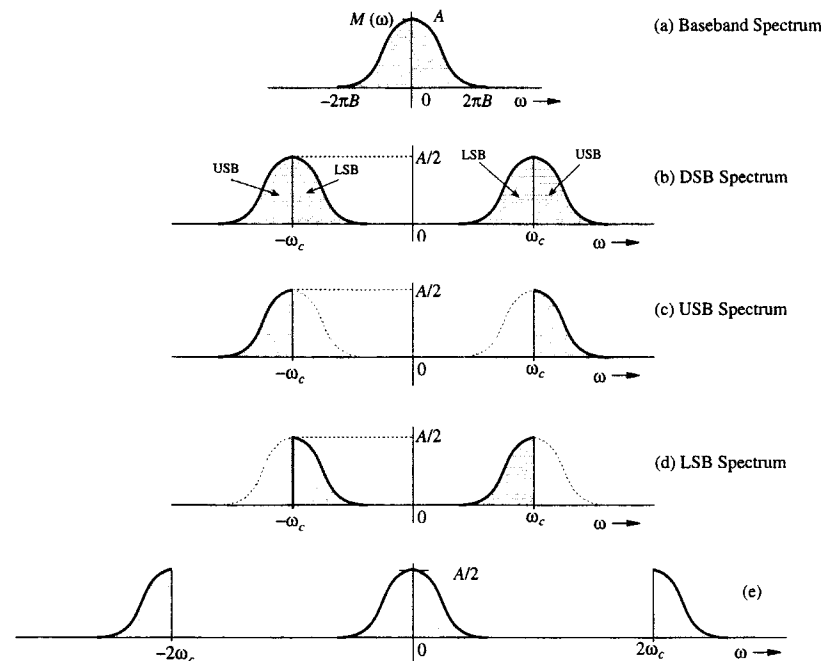 M (ω) A (a) Baseband Spectrum
−2πB 0 2πB ω
USB LSB A/2 LSB USB (b) DSB Spectrum
−ω_c 0 ω_c ω
A/2 (c) USB Spectrum
−ω_c 0 ω_c ω
A/2 (d) LSB Spectrum
−ω_c 0 ω_c ω
A/2 (e)
−2ω_c 0 2ω_c ω